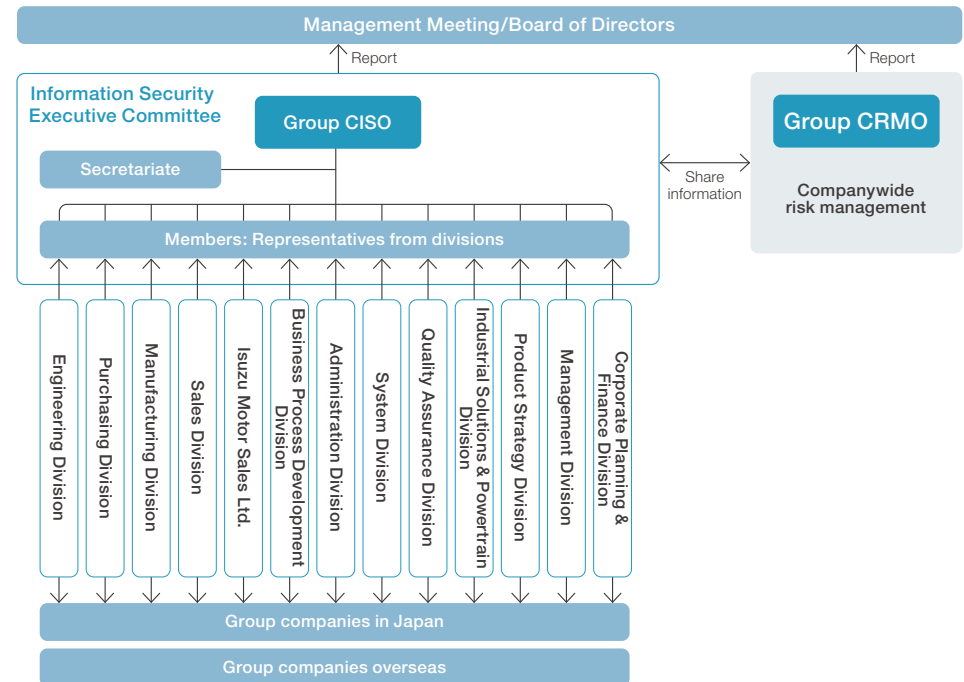 Management Meeting/Board of Directors
Report
Report
Information Security
Executive Committee
Group CISO
Group CRMO
Secretariate
Share
information
Companywide
risk management
Members: Representatives from divisions
Engineering Division
Purchasing Division
Manufacturing Division
Sales Division
Isuzu Motor Sales Ltd.
Business Process Development
Division
Administration Division
System Division
Quality Assurance Division
Industrial Solutions & Powertrain
Division
Product Strategy Division
Management Division
Corporate Planning &
Finance Division
Group companies in Japan
Group companies overseas